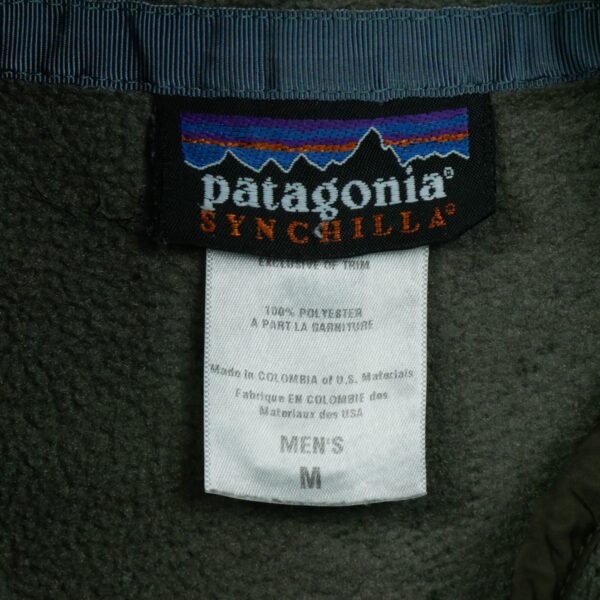 patagonia®
SYNCHILLA®
EXCLUSIVE OF TRIM
100% POLYESTER
A PART LA GARNITURE
Made in COLOMBIA of U.S. Materials
Fabrique EN COLOMBIE des
Materiaux des USA
MEN'S
M